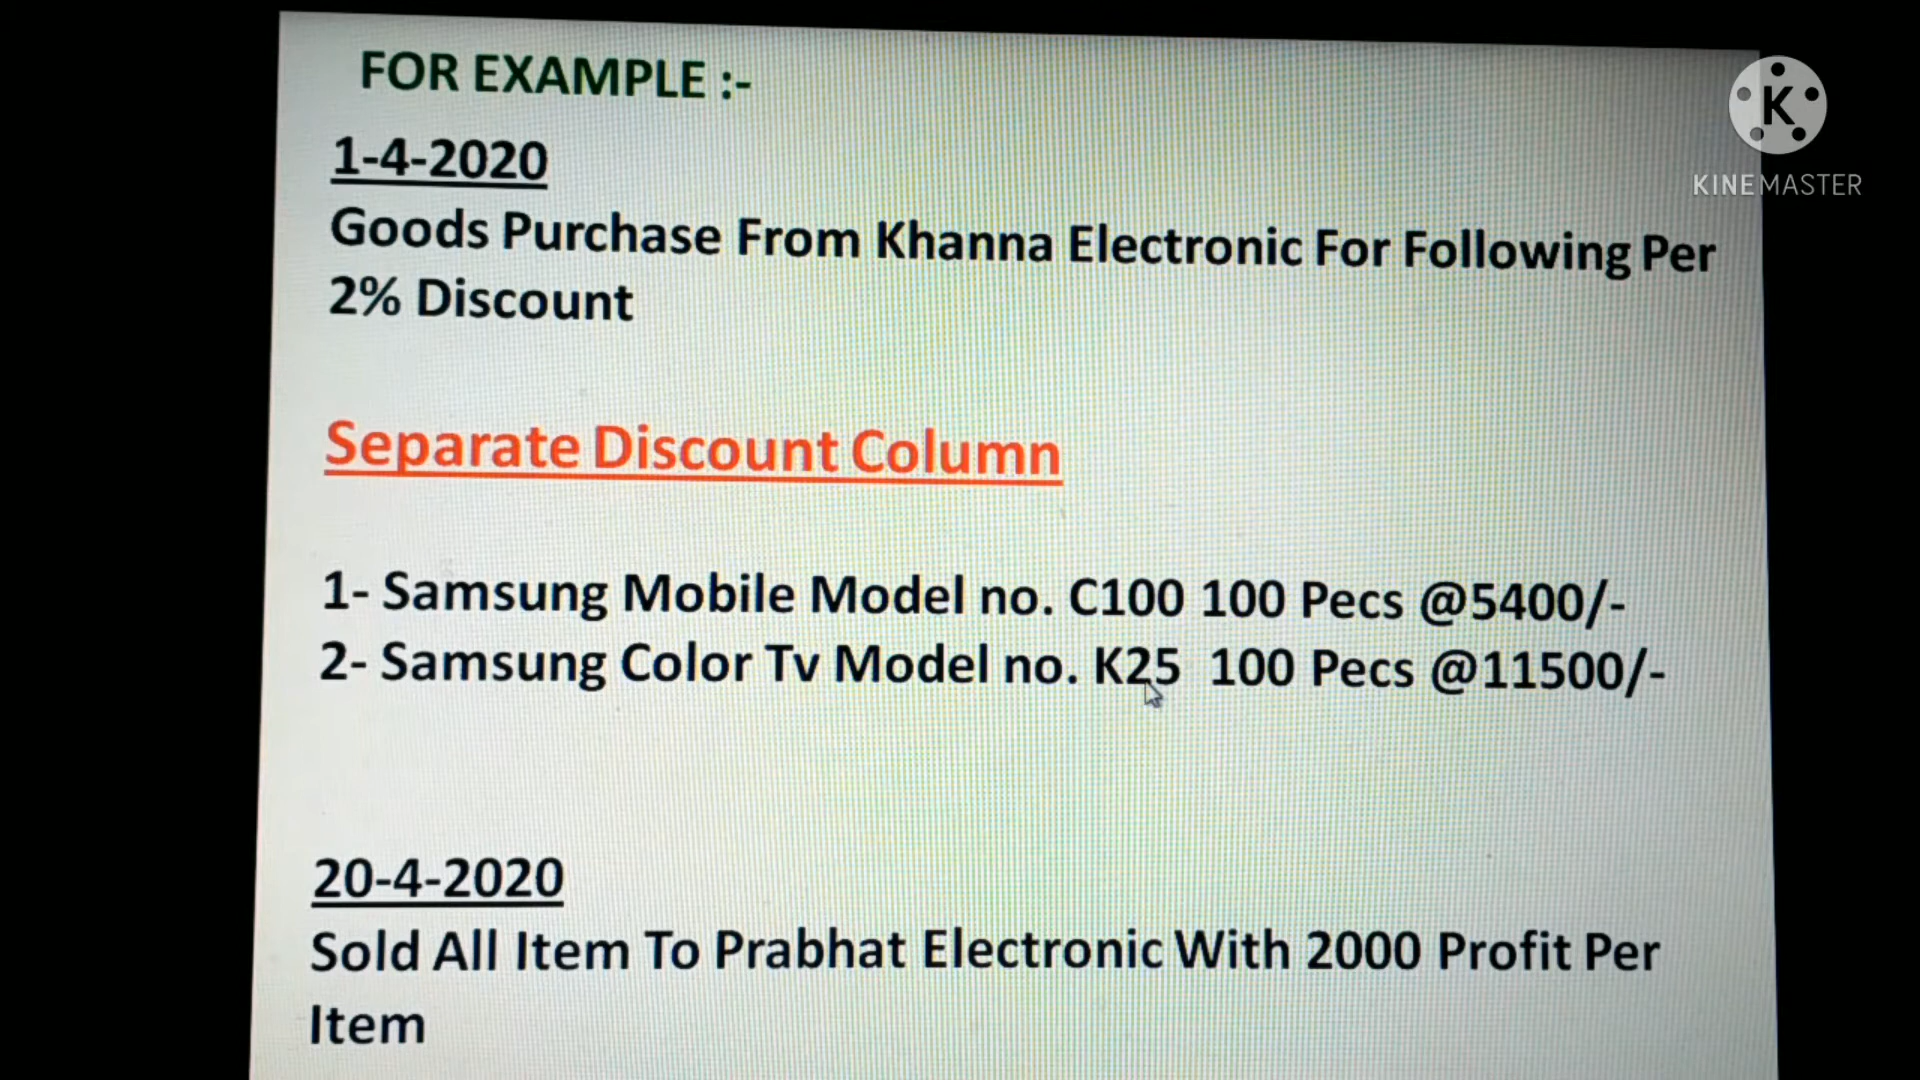 FOR EXAMPLE :-
K
KINEMASTER
1-4-2020
Goods Purchase From Khanna Electronic For Following Per
2% Discount
Separate Discount Column
1- Samsung Mobile Model no. C100 100 Pecs @5400/-
2- Samsung Color Tv Model no. K25 100 Pecs @11500/-
20-4-2020
Sold All Item To Prabhat Electronic With 2000 Profit Per
Item